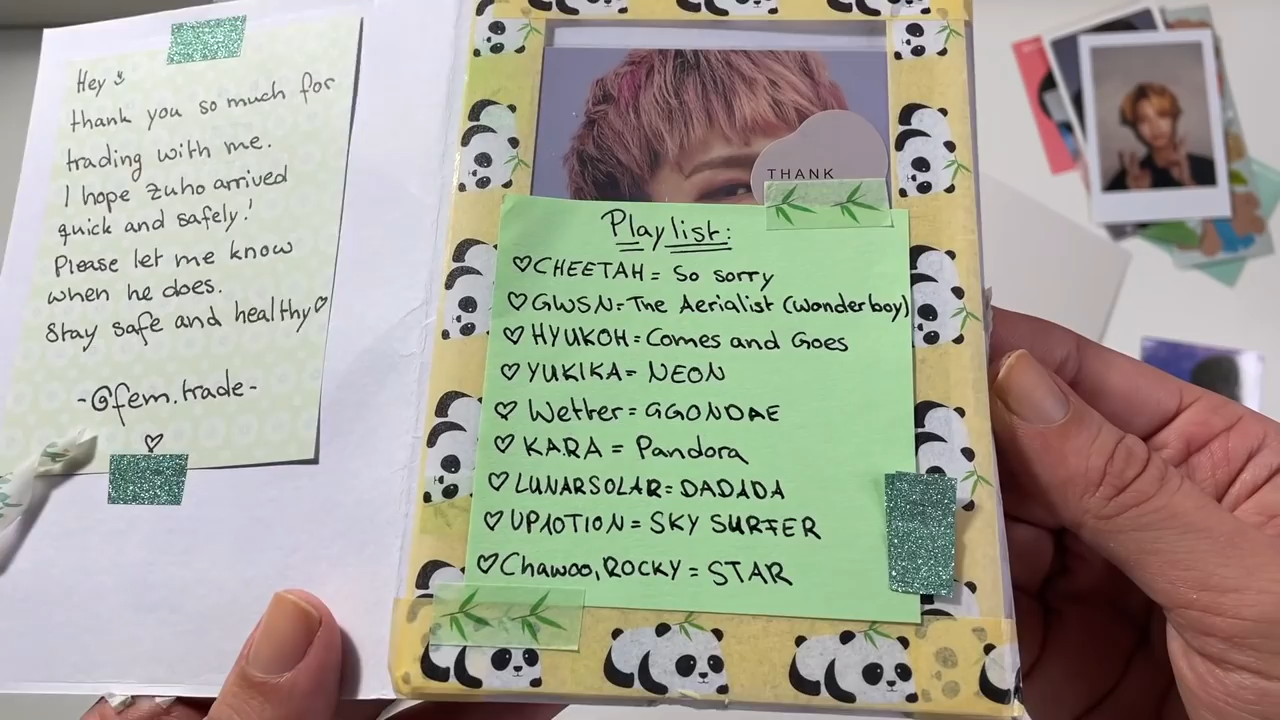 Hey
thank you so much for
trading with me.
I hope Zuho arrived
quick and safely!
Please let me know
when he does.
Stay safe and healthy♡
-@fem.trade-
♡
THANK
Playlist:
♡ CHEETAH = So sorry
♡ GWSN = The Aerialist (Wonderboy)
♡ HYUKOH = Comes and Goes
♡ YUKIKA = NEON
♡ Wetter = GGONDAE
♡ KARA = Pandora
♡ LUNARSOLAR = DADADA
♡ UP10TION = SKY SURFER
♡ Chawoo, ROCKY = STAR